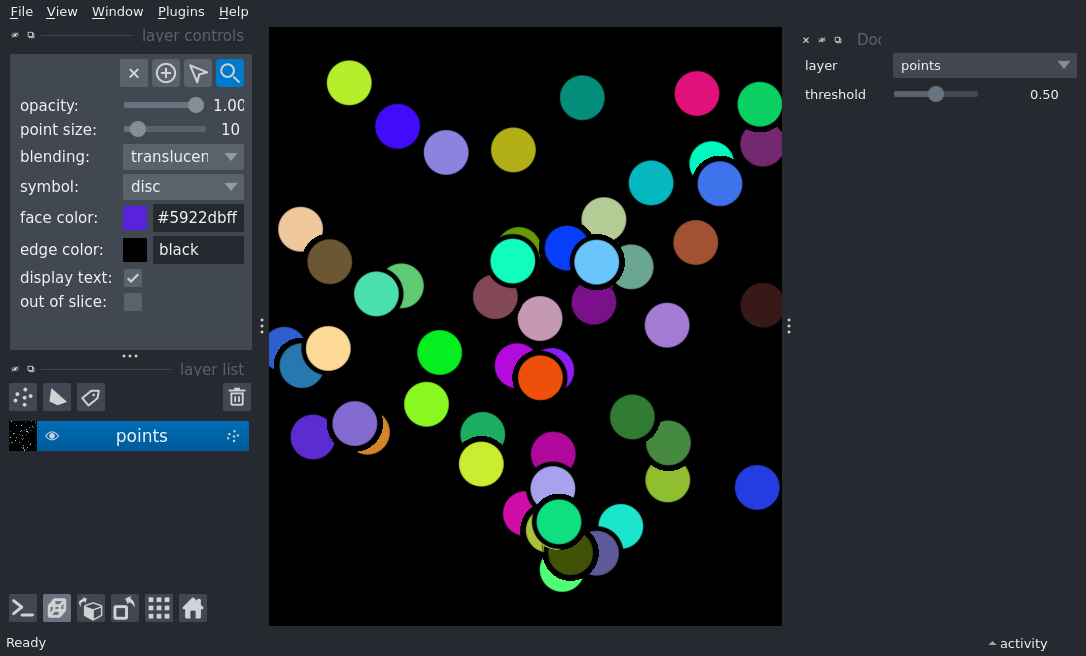 File View Window Plugins Help
layer controls
opacity: 1.00
point size: 10
blending: translucen
symbol: disc
face color: #5922dbff
edge color: black
display text:
out of slice:
layer list
points
Ready
Doc
layer points
threshold 0.50
activity